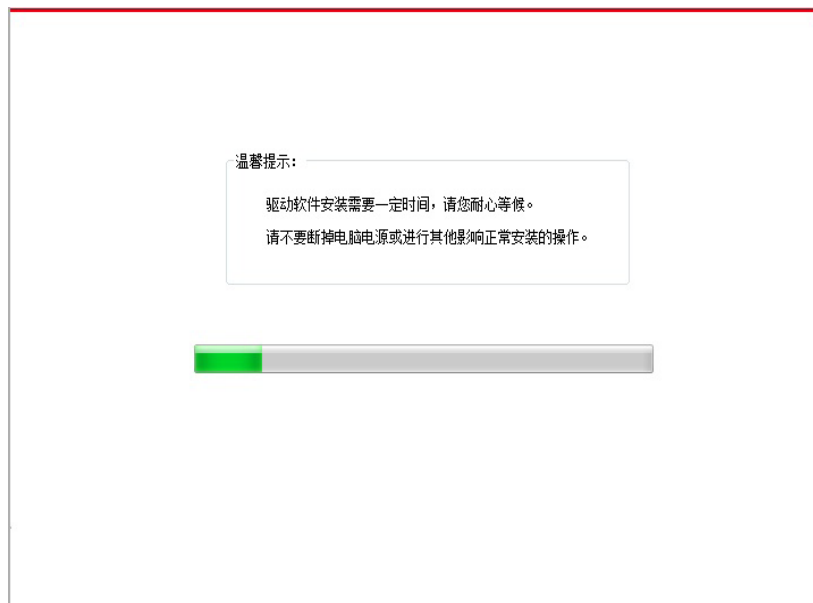 温馨提示：
驱动软件安装需要一定时间，请您耐心等候。
请不要断掉电脑电源或进行其他影响正常安装的操作。